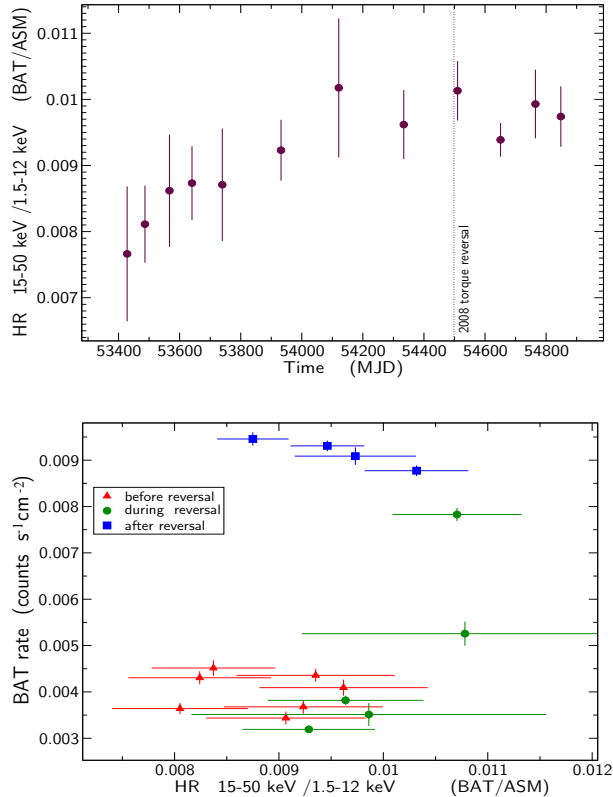 HR 15-50 keV /1.5-12 keV (BAT/ASM)
0.011
0.01
0.009
0.008
0.007
2008 torque reversal
53400 53600 53800 54000 54200 54400 54600 54800
Time (MJD)
BAT rate (counts s⁻¹cm⁻²)
0.009
0.008
0.007
0.006
0.005
0.004
0.003
before reversal
during reversal
after reversal
0.008 0.009 0.01 0.011 0.012
HR 15-50 keV /1.5-12 keV (BAT/ASM)